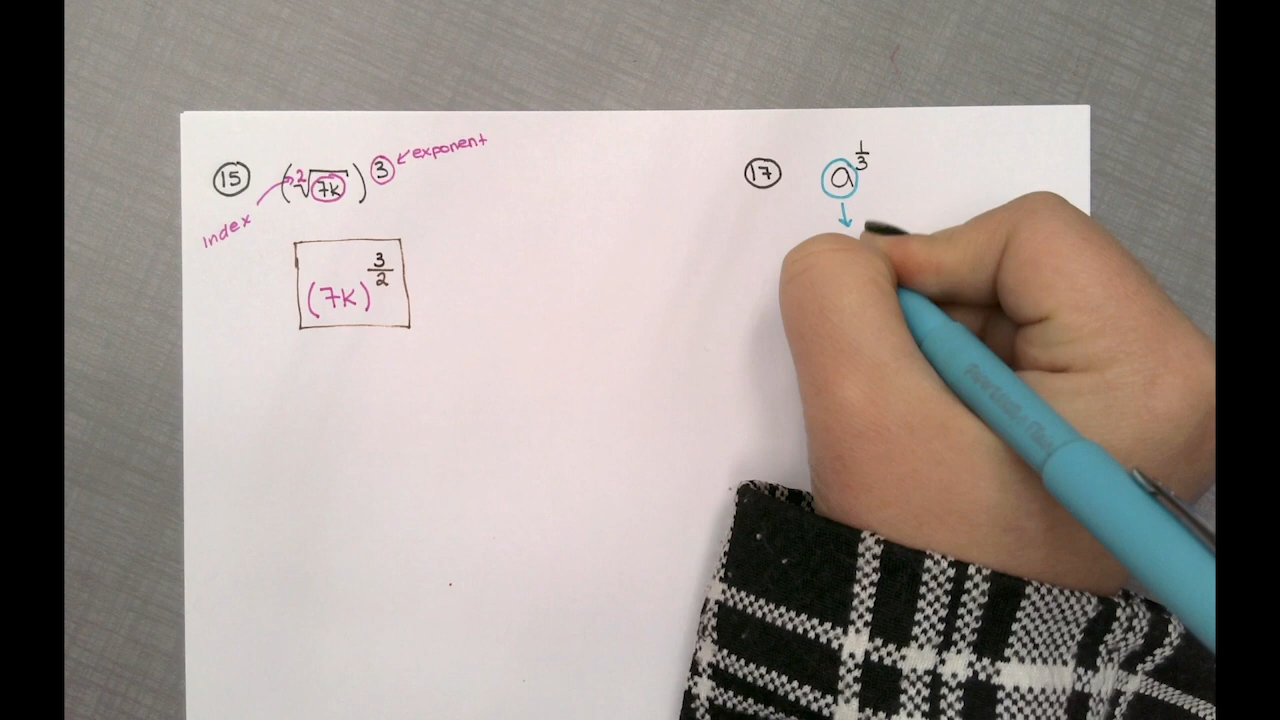 15 (²√7k)³ ← exponent
index
(7k)^(3/2)
17 a^(1/3)